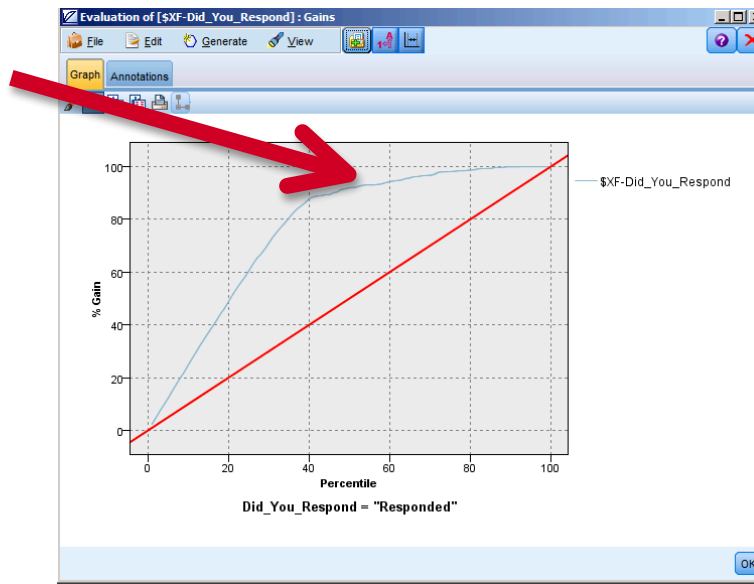 Evaluation of [$XF-Did_You_Respond] : Gains
File Edit Generate View
Graph Annotations
100
80
60
40
20
0
% Gain
0 20 40 60 80 100
Percentile
Did_You_Respond = "Responded"
$XF-Did_You_Respond
OK